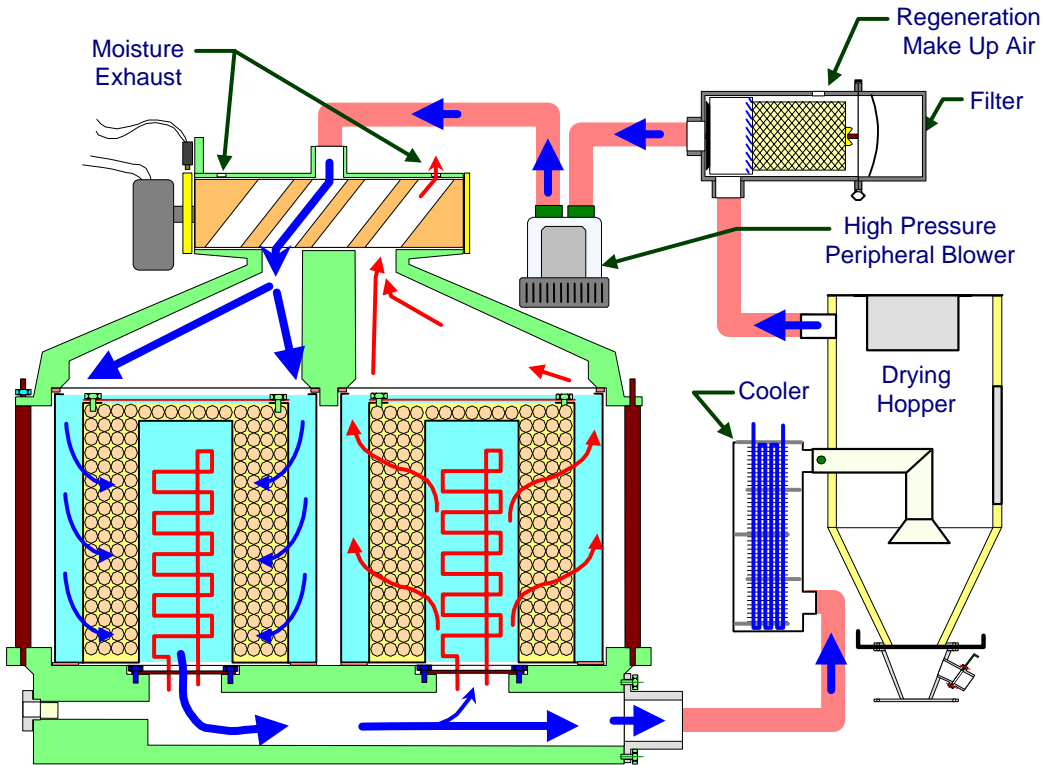 Regeneration
Make Up Air
Moisture
Exhaust
Filter
High Pressure
Peripheral Blower
Cooler
Drying
Hopper